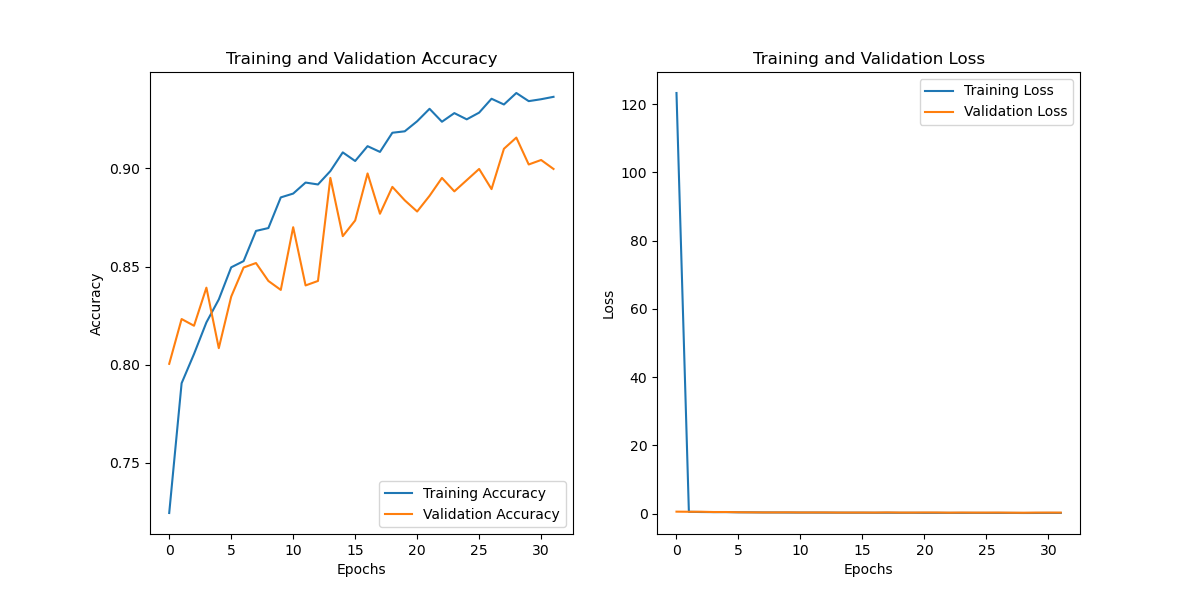 Training and Validation Accuracy
0.90
0.85
0.80
0.75
Accuracy
Training Accuracy
Validation Accuracy
0 5 10 15 20 25 30
Epochs
Training and Validation Loss
Training Loss
Validation Loss
120
100
80
60
40
20
0
Loss
0 5 10 15 20 25 30
Epochs